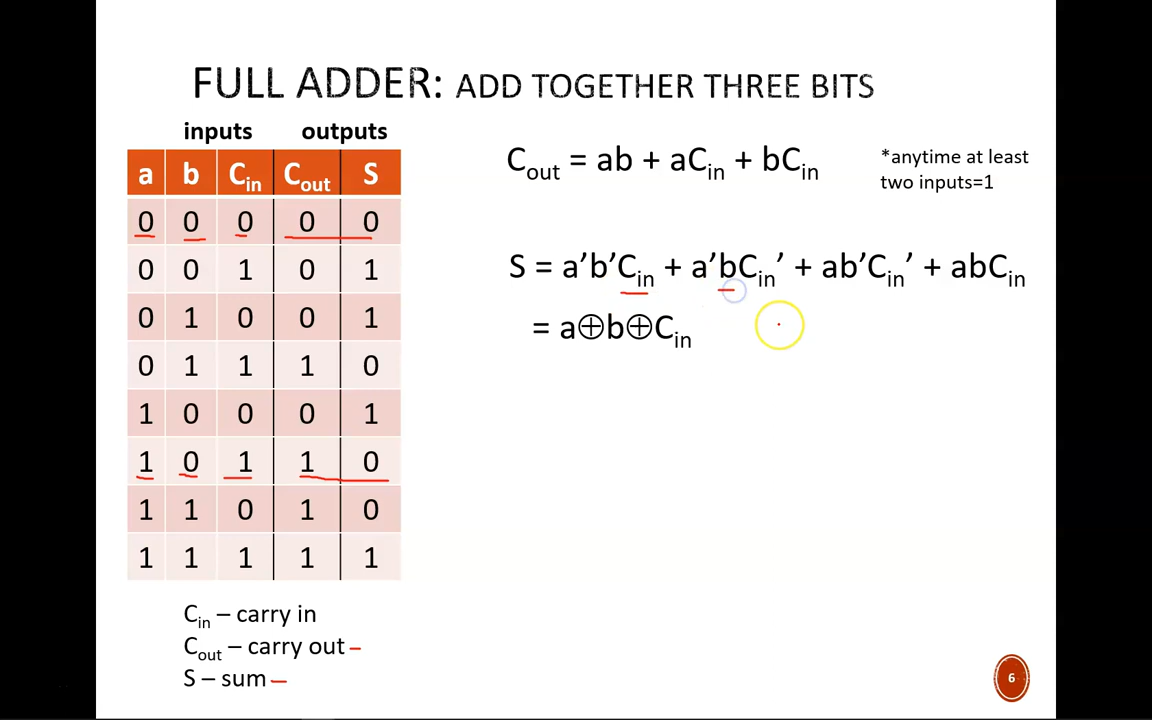 FULL ADDER: ADD TOGETHER THREE BITS
inputs outputs
a b Cin Cout S
0 0 0 0 0
0 0 1 0 1
0 1 0 0 1
0 1 1 1 0
1 0 0 0 1
1 0 1 1 0
1 1 0 1 0
1 1 1 1 1
Cin – carry in
Cout – carry out
S – sum
Cout = ab + aCin + bCin
*anytime at least
two inputs=1
S = a’b’Cin + a’bCin’ + ab’Cin’ + abCin
= a⊕b⊕Cin
6